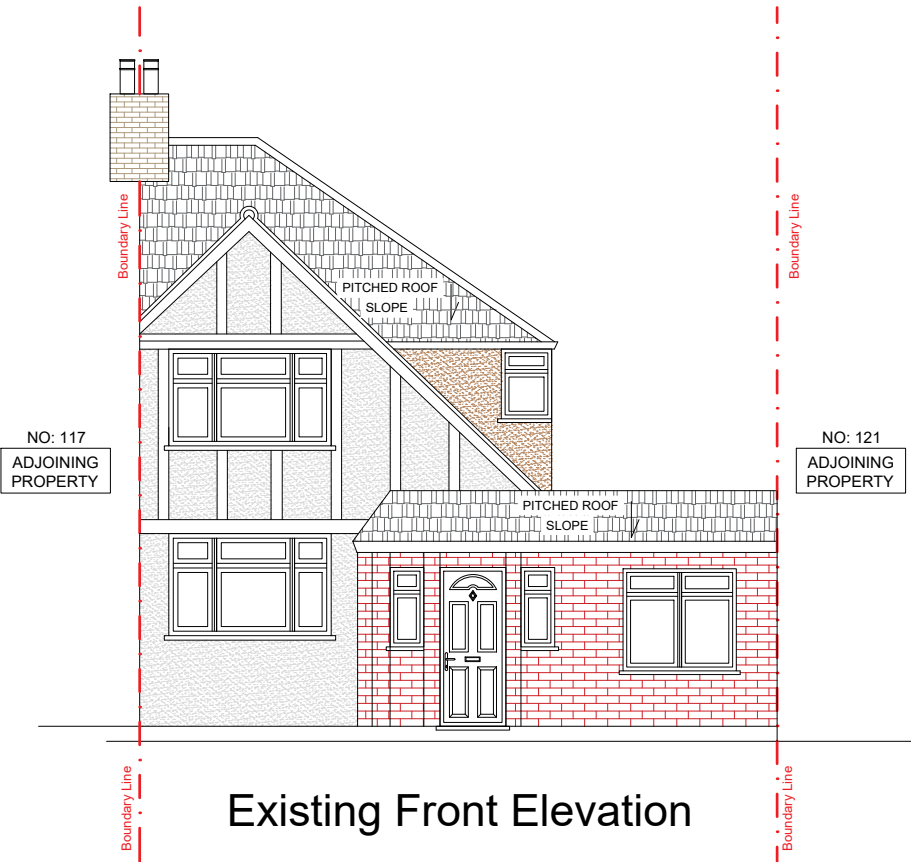 Boundary Line
Boundary Line
PITCHED ROOF
SLOPE
NO: 117
ADJOINING
PROPERTY
NO: 121
ADJOINING
PROPERTY
PITCHED ROOF
SLOPE
Boundary Line
Boundary Line
Existing Front Elevation